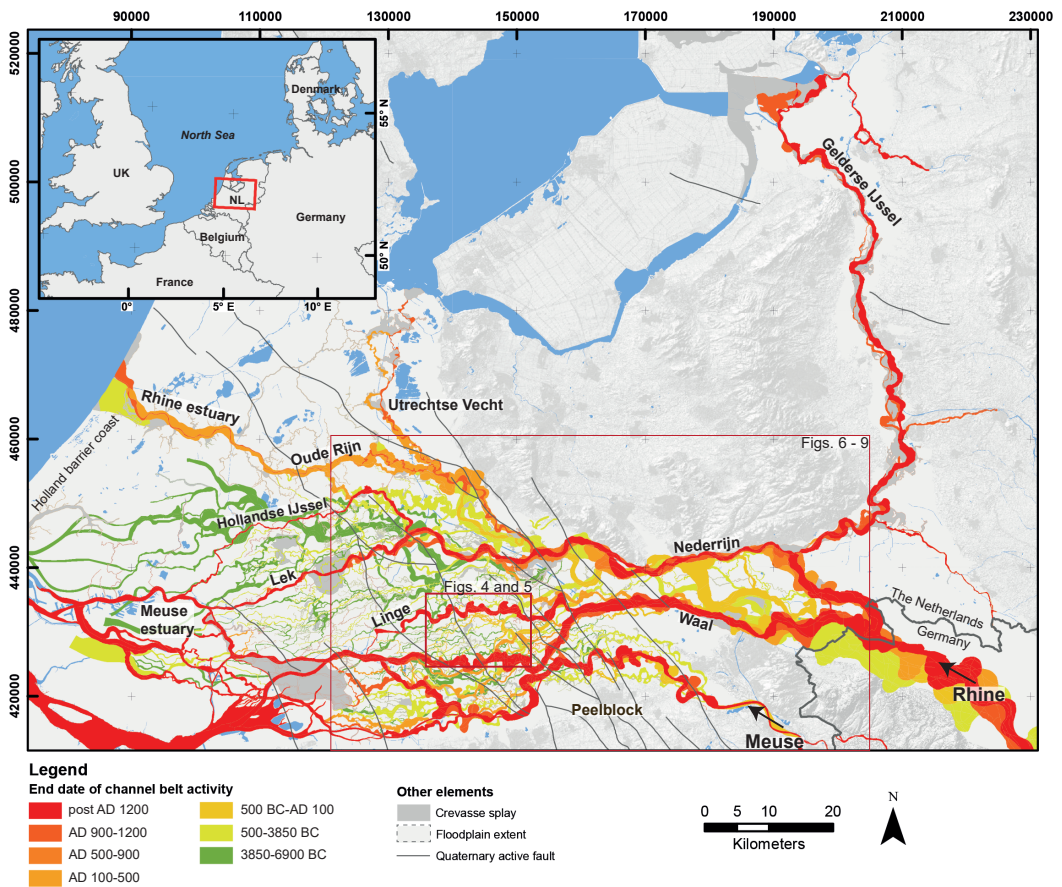 90000 110000 130000 150000 170000 190000 210000 230000
520000
500000
480000
460000
440000
420000
Denmark
55° N
North Sea
UK
NL
Germany
Belgium
50° N
France
0° 5° E 10° E
Gelderse IJssel
Utrechtse Vecht
Rhine estuary
Holland barrier coast
Oude Rijn
Figs. 6 - 9
Hollandse IJssel
Nederrijn
Lek
Figs. 4 and 5
Linge
Meuse
estuary
Waal
The Netherlands
Germany
Rhine
Peelblock
Meuse
Legend
End date of channel belt activity
post AD 1200
AD 900-1200
AD 500-900
AD 100-500
500 BC-AD 100
500-3850 BC
3850-6900 BC
Other elements
Crevasse splay
Floodplain extent
Quaternary active fault
0 5 10 20
Kilometers
N